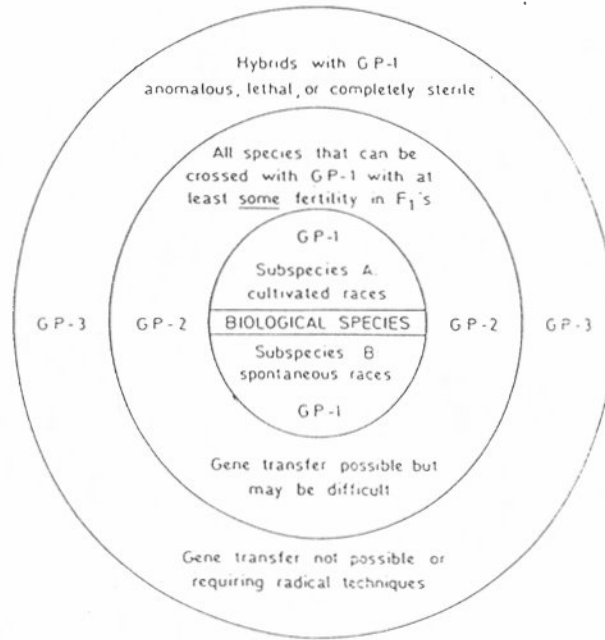 Hybrids with GP-1
anomalous, lethal, or completely sterile
All species that can be
crossed with GP-1 with at
least some fertility in F₁'s
GP-1
Subspecies A.
cultivated races
GP-3 GP-2 BIOLOGICAL SPECIES GP-2 GP-3
Subspecies B
spontaneous races
GP-1
Gene transfer possible but
may be difficult
Gene transfer not possible or
requiring radical techniques